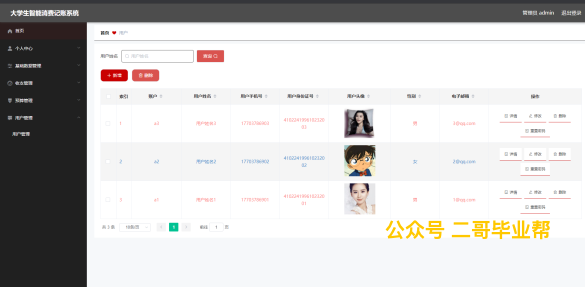 大学生智能消费记账系统
管理员 admin 退出登录
首页
首页 用户
个人中心
基础数据管理
收支管理
预算管理
用户管理
用户管理
用户姓名 用户姓名 查询
+ 新增 删除
索引 账户 用户姓名 用户手机号 用户身份证号 用户头像 性别 电子邮箱 操作
1 a3 用户姓名3 17703786903 男 3@qq.com 详情 修改 删除
重置密码
2 a2 用户姓名2 17703786902 女 2@qq.com 详情 修改 删除
重置密码
3 a1 用户姓名1 17703786901 男 1@qq.com 详情 修改 删除
重置密码
共 3 条 10条/页 1 前往 1 页
公众号 二哥毕业帮